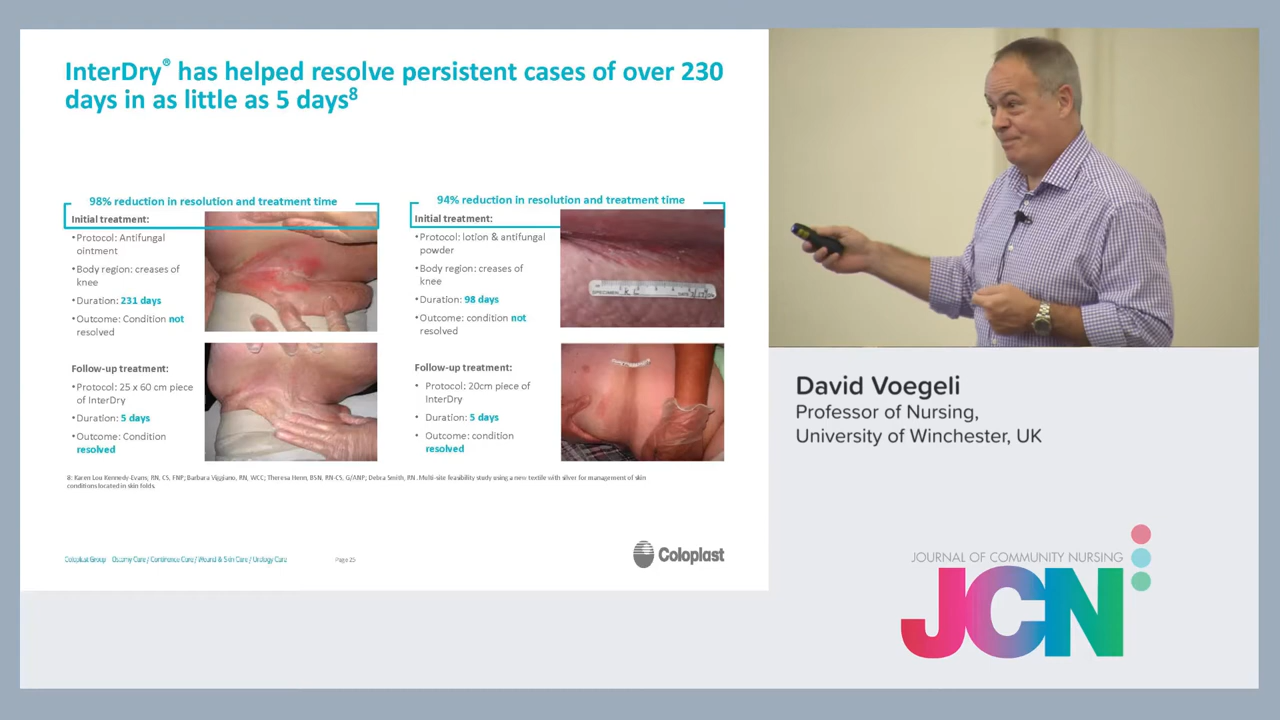 InterDry® has helped resolve persistent cases of over 230
days in as little as 5 days8
98% reduction in resolution and treatment time
Initial treatment:
•Protocol: Antifungal
ointment
•Body region: creases of
knee
•Duration: 231 days
•Outcome: Condition not
resolved
Follow-up treatment:
•Protocol: 25 x 60 cm piece
of InterDry
•Duration: 5 days
•Outcome: Condition
resolved
94% reduction in resolution and treatment time
Initial treatment:
•Protocol: lotion & antifungal
powder
•Body region: creases of
knee
•Duration: 98 days
•Outcome: condition not
resolved
Follow-up treatment:
• Protocol: 20cm piece of
InterDry
• Duration: 5 days
• Outcome: condition
resolved
8: Karen Lou Kennedy-Evans, RN, CS, FNP; Barbara Viggiano, RN, WCC; Theresa Henn, BSN, RN-CS, G/ANP; Debra Smith, RN. Multi-site feasibility study using a new textile with silver for management of skin
conditions located in skin folds.
Coloplast Group Ostomy Care / Continence Care / Wound & Skin Care / Urology Care
Page 25
Coloplast
David Voegeli
Professor of Nursing,
University of Winchester, UK
JOURNAL OF COMMUNITY NURSING
JCN